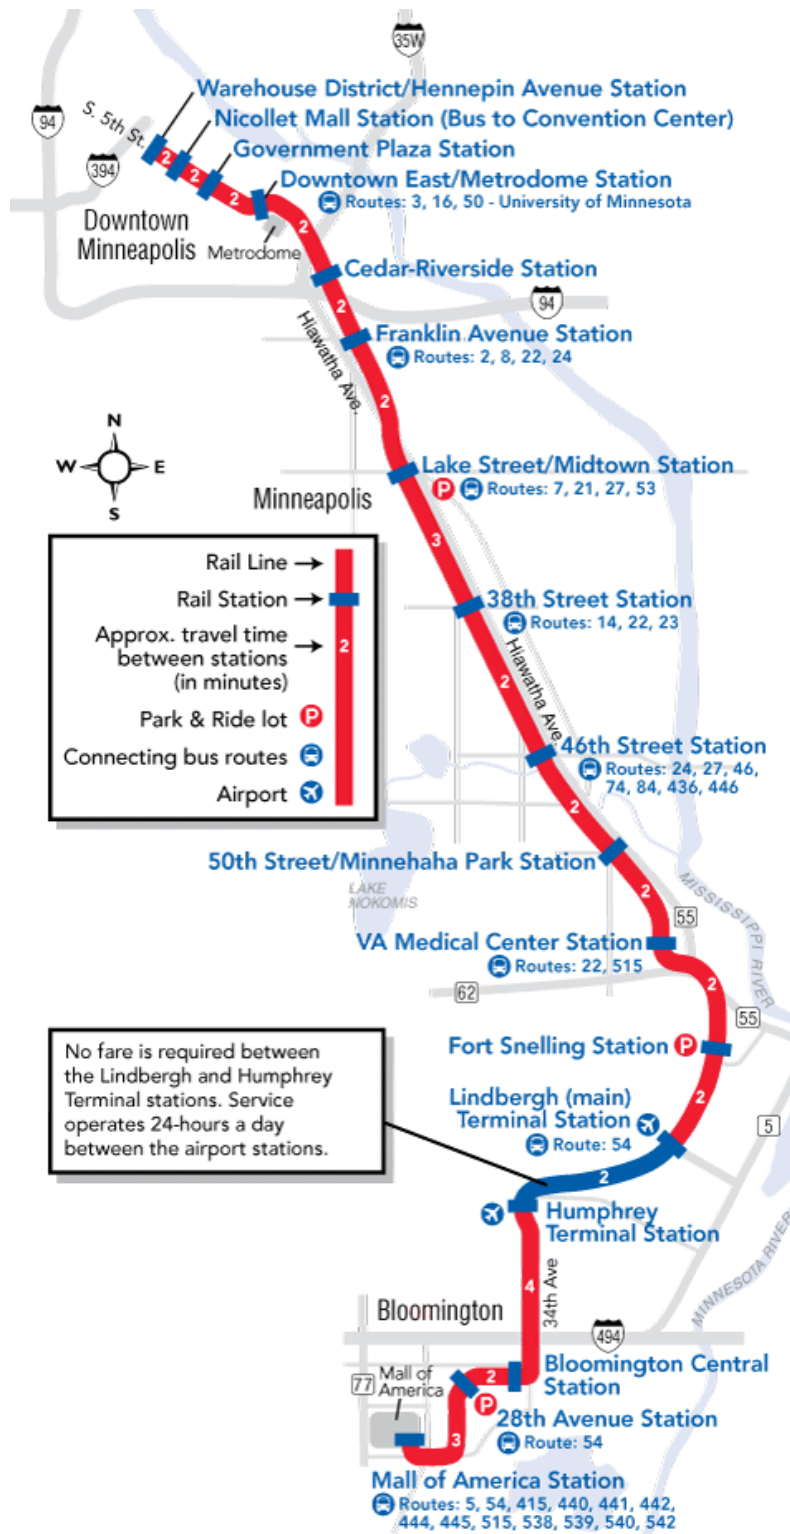 35W
Warehouse District/Hennepin Avenue Station
94
S. 5th St.
Nicollet Mall Station (Bus to Convention Center)
394
Government Plaza Station
2
2
2
Downtown East/Metrodome Station
Routes: 3, 16, 50 - University of Minnesota
Downtown
Minneapolis
Metrodome
2
Cedar-Riverside Station
94
2
Hiawatha Ave.
Franklin Avenue Station
Routes: 2, 8, 22, 24
2
N
W
E
S
Lake Street/Midtown Station
P
Routes: 7, 21, 27, 53
Minneapolis
3
Rail Line
Rail Station
Approx. travel time
between stations
(in minutes)
2
Park & Ride lot
P
Connecting bus routes
Airport
38th Street Station
Routes: 14, 22, 23
Hiawatha Ave.
2
46th Street Station
Routes: 24, 27, 46,
74, 84, 436, 446
2
50th Street/Minnehaha Park Station
LAKE
NOKOMIS
2
MISSISSIPPI RIVER
55
VA Medical Center Station
Routes: 22, 515
2
62
55
Fort Snelling Station
P
No fare is required between
the Lindbergh and Humphrey
Terminal stations. Service
operates 24-hours a day
between the airport stations.
2
Lindbergh (main)
Terminal Station
Route: 54
5
2
Humphrey
Terminal Station
MINNESOTA RIVER
4
34th Ave
Bloomington
494
Bloomington Central
Station
77
Mall of
America
2
P
28th Avenue Station
Route: 54
3
Mall of America Station
Routes: 5, 54, 415, 440, 441, 442,
444, 445, 515, 538, 539, 540, 542